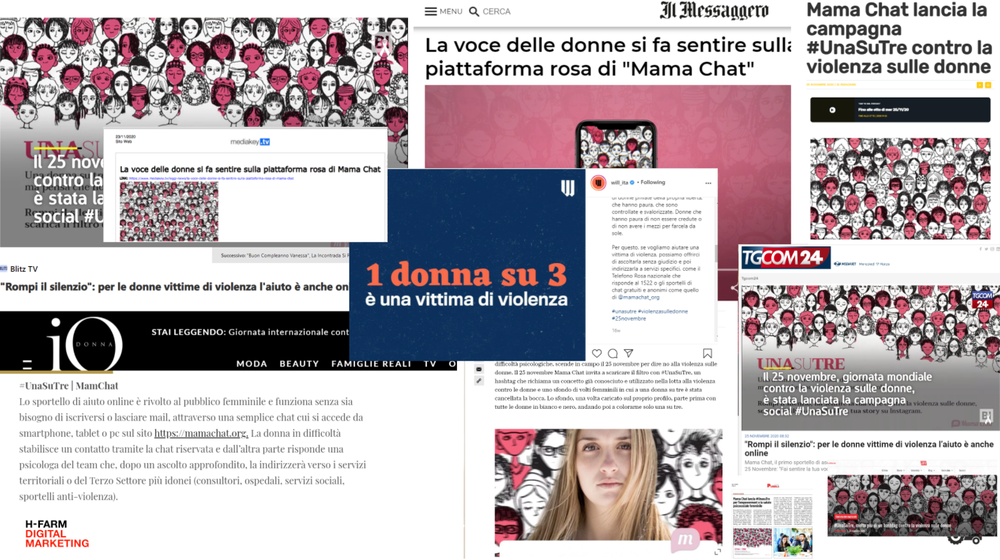 UNASU
Il 25 nove
contro la
è stata la
social #U
23/11/2020
Sito Web
mediakey.tv
La voce delle donne si fa sentire sulla piattaforma rosa di Mama Chat
LINK: https://www.mediakey.tv/leggi-news/la-voce-delle-donne-si-fa-sentire-sulla-piattaforma-rosa-di-mama-chat
Successivo: "Buon Compleanno Vanessa", La Incontrada Si F
Blitz TV
"Rompi il silenzio": per le donne vittime di violenza l'aiuto è anche on
iO
DONNA
STAI LEGGENDO: Giornata internazionale cont
MODA BEAUTY FAMIGLIE REALI TV O
#UnaSuTre | MamChat
Lo sportello di aiuto online è rivolto al pubblico femminile e funziona senza sia
bisogno di iscriversi o lasciare mail, attraverso una semplice chat cui si accede da
smartphone, tablet o pc sul sito https://mamachat.org. La donna in difficoltà
stabilisce un contatto tramite la chat riservata e dall'altra parte risponde una
psicologa del team che, dopo un ascolto approfondito, la indirizzerà verso i servizi
territoriali o del Terzo Settore più idonei (consultori, ospedali, servizi sociali,
sportelli anti-violenza).
H-FARM
DIGITAL
MARKETING
MENU CERCA
Il Messaggero
La voce delle donne si fa sentire sulla
piattaforma rosa di "Mama Chat"
1 donna su 3
è una vittima di violenza
will_ita • Following
di donne private della propria libertà,
che hanno paura, che sono
controllate e svalorizzate. Donne che
hanno paura di non essere credute o
di non avere i mezzi per farcela da
sole.
Per questo, se vogliamo aiutare una
vittima di violenza, possiamo offrirci
di ascoltarla senza giudizio e poi
indirizzarla a servizi specifici, come il
Telefono Rosa nazionale che
risponde al 1522 o gli sportelli di
chat gratuiti e anonimi come quello
di @mamachat_org
#unasutre #violenzasulledonne
#25novembre
16w
difficoltà psicologiche, scende in campo il 25 novembre per dire no alla violenza sulle
donne. Il 25 novembre Mama Chat invita a scaricare il filtro con #UnaSuTre, un
hashtag che richiama un concetto già conosciuto e utilizzato nella lotta alla violenza
contro le donne e uno sfondo di volti femminili in cui a una donna su tre è stata
cancellata la bocca. Lo sfondo, una volta caricato sul proprio profilo, parte prima con
tutte le donne in bianco e nero, andando poi a colorarne solo una su tre.
m
Mama Chat lancia la
campagna
#UnaSuTre contro la
violenza sulle donne
25 NOVEMBRE 2020 | DI REDAZIONE
Fino alle otto di mer 25/11/20
TGCOM 24
MEDIASET Mercoledì 17 Marzo
Tgcom24
TGCOM
24
UNASUTRE
Il 25 novembre, giornata mondiale
contro la violenza sulle donne,
è stata lanciata la campagna
social #UnaSuTre
25 NOVEMBRE 2020 08:32
"Rompi il silenzio": per le donne vittime di violenza l'aiuto è anche
online
Mama Chat, il primo sportello di as
25 Novembre: "Fai sentire la tua voc
Mama Chat lancia #UnaSuTre
per l'empowerment e la salute
psicosociale femminile
#UnaSuTre, molto più di un hashtag contro la violenza sulle donne